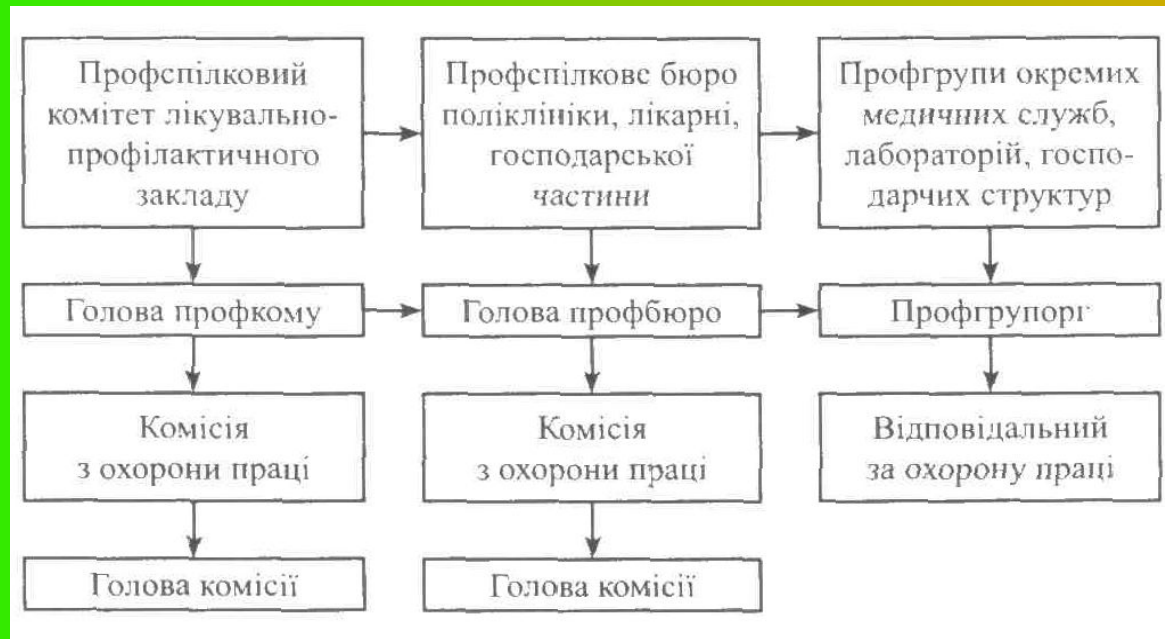 Профспілковий
комітет лікувально-
профілактичного
закладу
Профспілкове бюро
поліклініки, лікарні,
господарської
частини
Профгрупи окремих
медичних служб,
лабораторій, госпо-
дарчих структур
Голова профкому
Голова профбюро
Профгрупорг
Комісія
з охорони праці
Комісія
з охорони праці
Відповідальний
за охорону праці
Голова комісії
Голова комісії